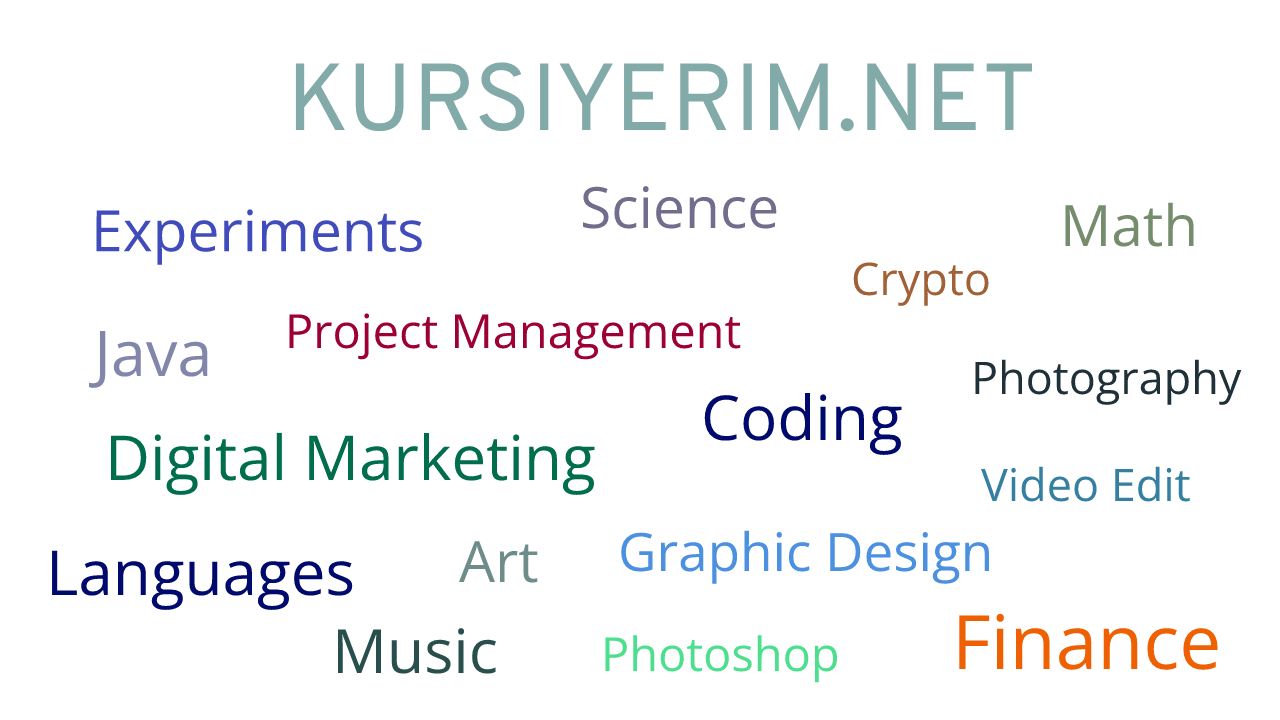 KURSIYERIM.NET
Science
Experiments
Math
Crypto
Project Management
Java
Photography
Coding
Digital Marketing
Video Edit
Graphic Design
Art
Languages
Finance
Music
Photoshop